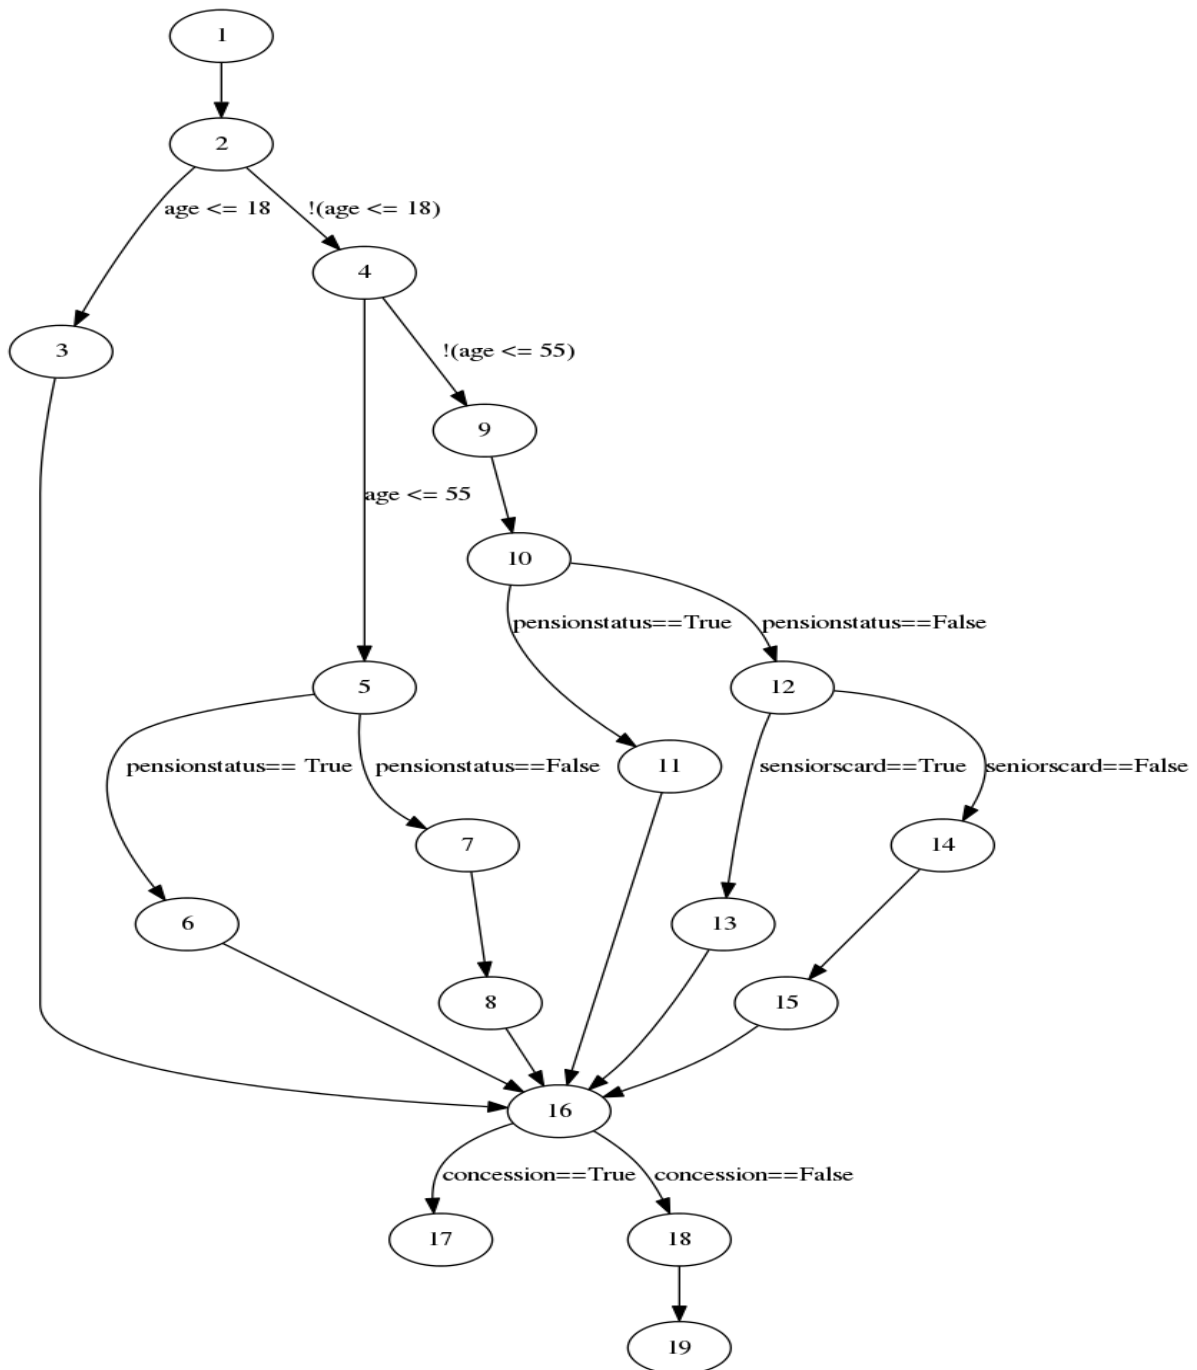 1
2
age <= 18
!(age <= 18)
4
3
!(age <= 55)
9
age <= 55
10
pensionstatus==True
pensionstatus==False
5
12
pensionstatus== True
pensionstatus==False
11
sensiorscard==True
seniorscard==False
7
14
6
13
8
15
16
concession==True
concession==False
17
18
19